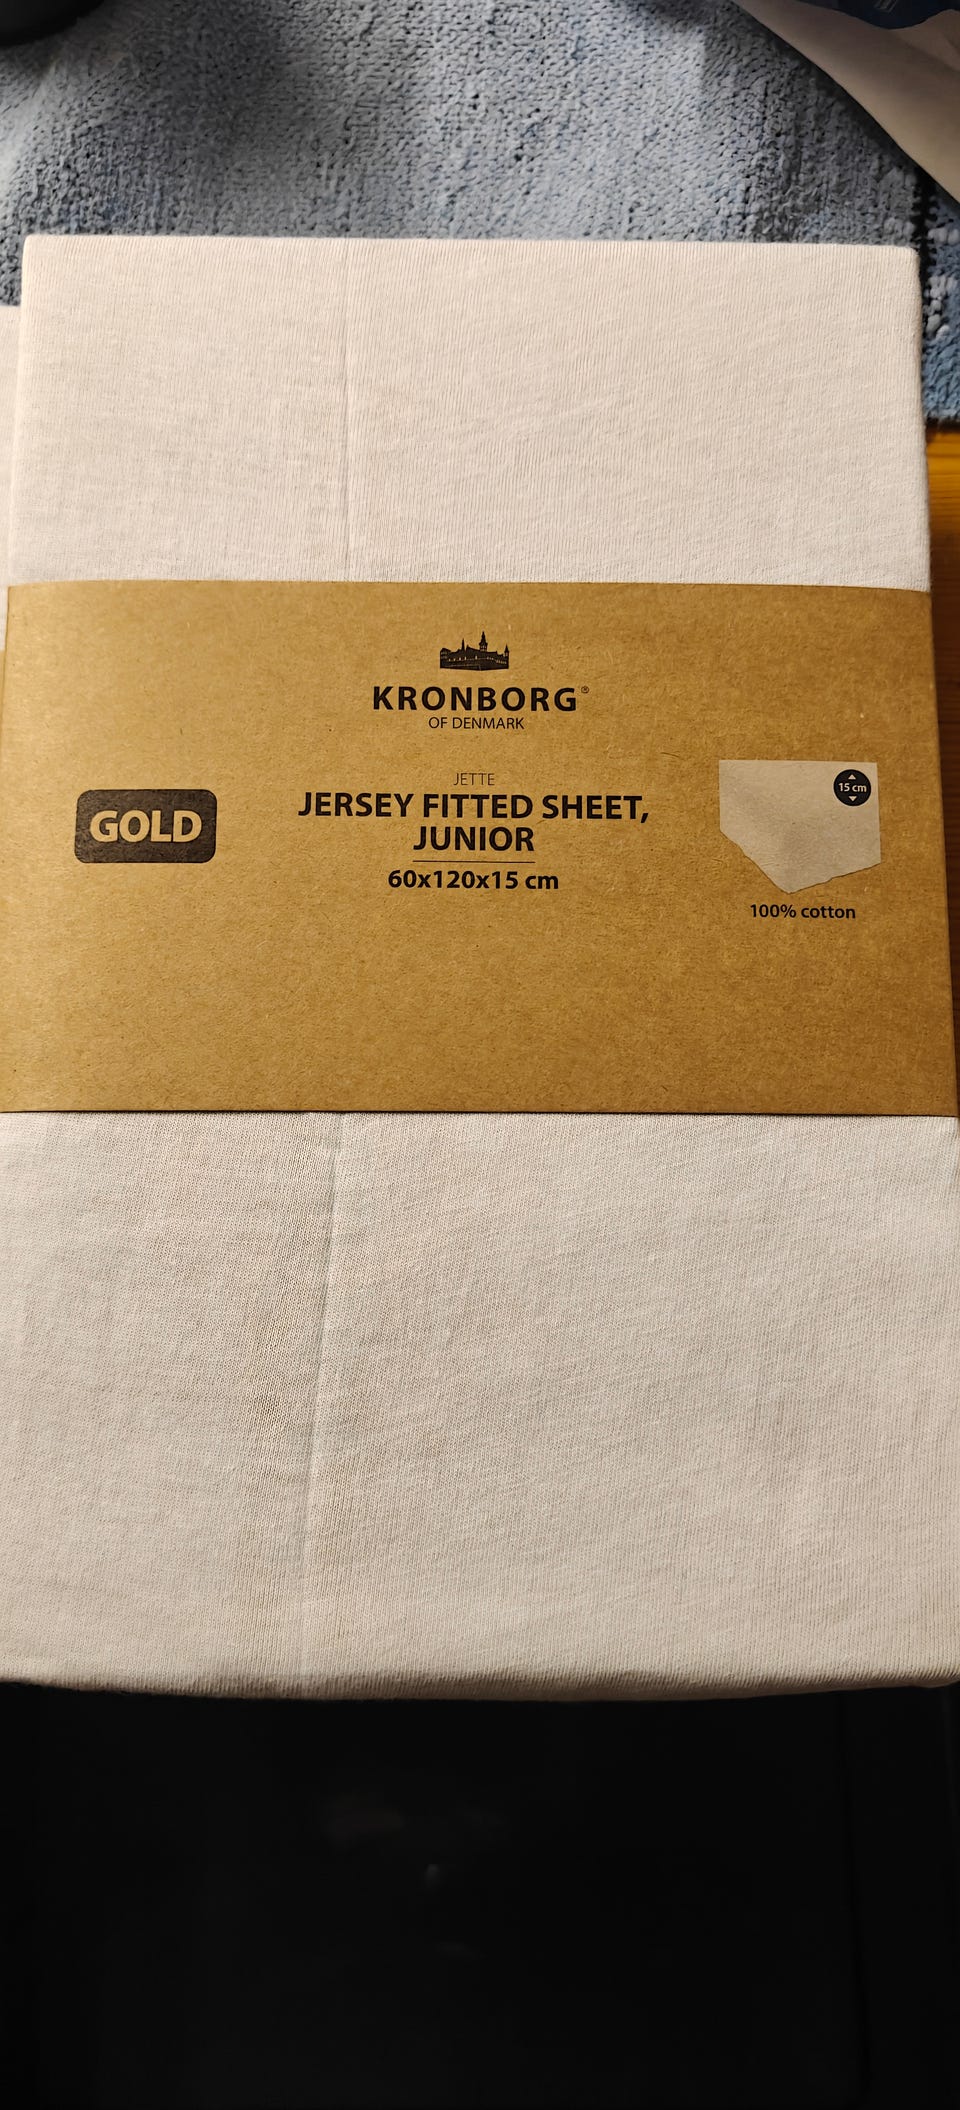 KRONBORG®
OF DENMARK
JETTE
JERSEY FITTED SHEET,
JUNIOR
60x120x15 cm
GOLD
15 cm
100% cotton